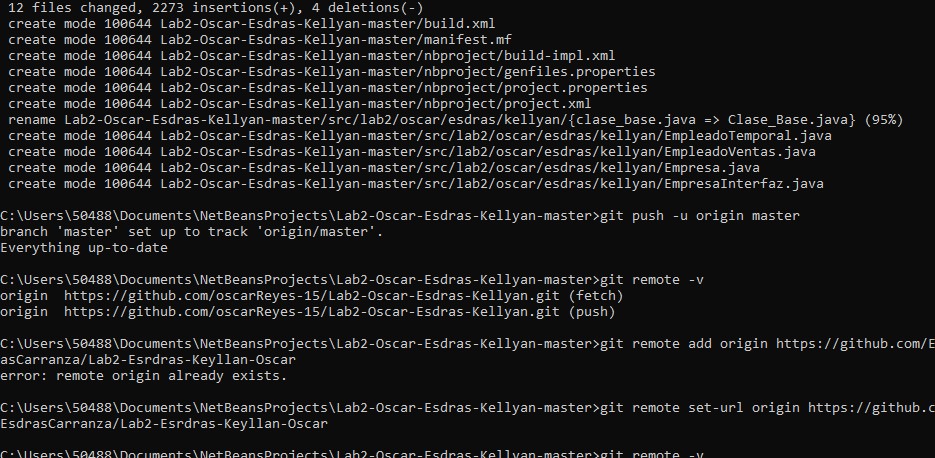 12 files changed, 2273 insertions(+), 4 deletions(-)
create mode 100644 Lab2-Oscar-Esdras-Kellyan-master/build.xml
create mode 100644 Lab2-Oscar-Esdras-Kellyan-master/manifest.mf
create mode 100644 Lab2-Oscar-Esdras-Kellyan-master/nbproject/build-impl.xml
create mode 100644 Lab2-Oscar-Esdras-Kellyan-master/nbproject/genfiles.properties
create mode 100644 Lab2-Oscar-Esdras-Kellyan-master/nbproject/project.properties
create mode 100644 Lab2-Oscar-Esdras-Kellyan-master/nbproject/project.xml
rename Lab2-Oscar-Esdras-Kellyan-master/src/lab2/oscar/esdras/kellyan/{clase_base.java => Clase_Base.java} (95%)
create mode 100644 Lab2-Oscar-Esdras-Kellyan-master/src/lab2/oscar/esdras/kellyan/EmpleadoTemporal.java
create mode 100644 Lab2-Oscar-Esdras-Kellyan-master/src/lab2/oscar/esdras/kellyan/EmpleadoVentas.java
create mode 100644 Lab2-Oscar-Esdras-Kellyan-master/src/lab2/oscar/esdras/kellyan/Empresa.java
create mode 100644 Lab2-Oscar-Esdras-Kellyan-master/src/lab2/oscar/esdras/kellyan/EmpresaInterfaz.java
C:\Users\50488\Documents\NetBeansProjects\Lab2-Oscar-Esdras-Kellyan-master>git push -u origin master
branch 'master' set up to track 'origin/master'.
Everything up-to-date
C:\Users\50488\Documents\NetBeansProjects\Lab2-Oscar-Esdras-Kellyan-master>git remote -v
origin  https://github.com/oscarReyes-15/Lab2-Oscar-Esdras-Kellyan.git (fetch)
origin  https://github.com/oscarReyes-15/Lab2-Oscar-Esdras-Kellyan.git (push)
C:\Users\50488\Documents\NetBeansProjects\Lab2-Oscar-Esdras-Kellyan-master>git remote add origin https://github.com/E
asCarranza/Lab2-Esrdras-Keyllan-Oscar
error: remote origin already exists.
C:\Users\50488\Documents\NetBeansProjects\Lab2-Oscar-Esdras-Kellyan-master>git remote set-url origin https://github.c
EsdrasCarranza/Lab2-Esrdras-Keyllan-Oscar
C:\Users\50488\Documents\NetBeansProjects\Lab2-Oscar-Esdras-Kellyan-master>git remote -v